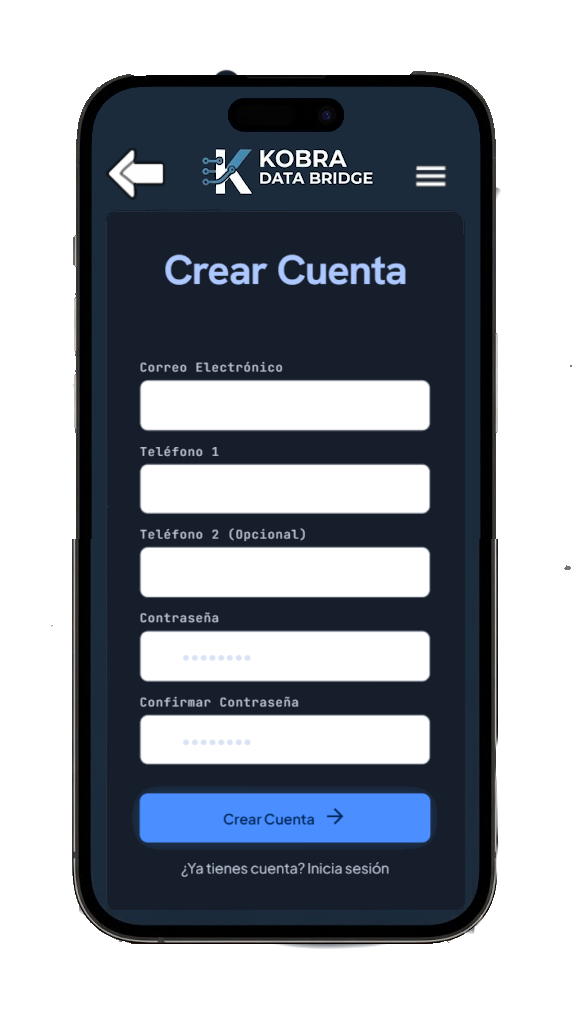 KOBRA
DATA BRIDGE
Crear Cuenta
Correo Electrónico
Teléfono 1
Teléfono 2 (Opcional)
Contraseña
Confirmar Contraseña
Crear Cuenta →
¿Ya tienes cuenta? Inicia sesión